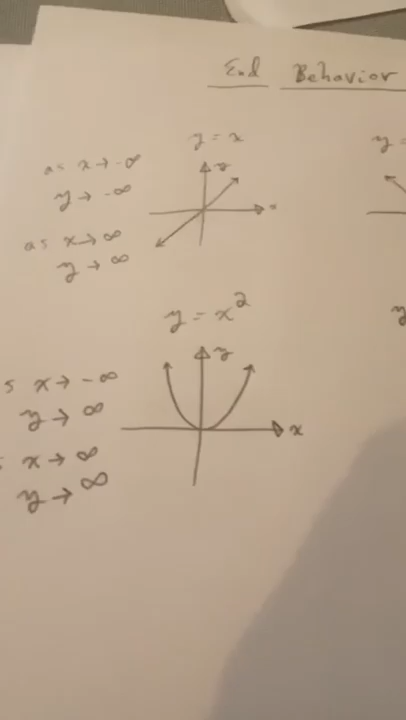 End Behavior
y = x
y =
as x → -∞
y → -∞
y
x
as x → ∞
y → ∞
y = x²
y
s x → -∞
y → ∞
y
x
s x → ∞
y → ∞